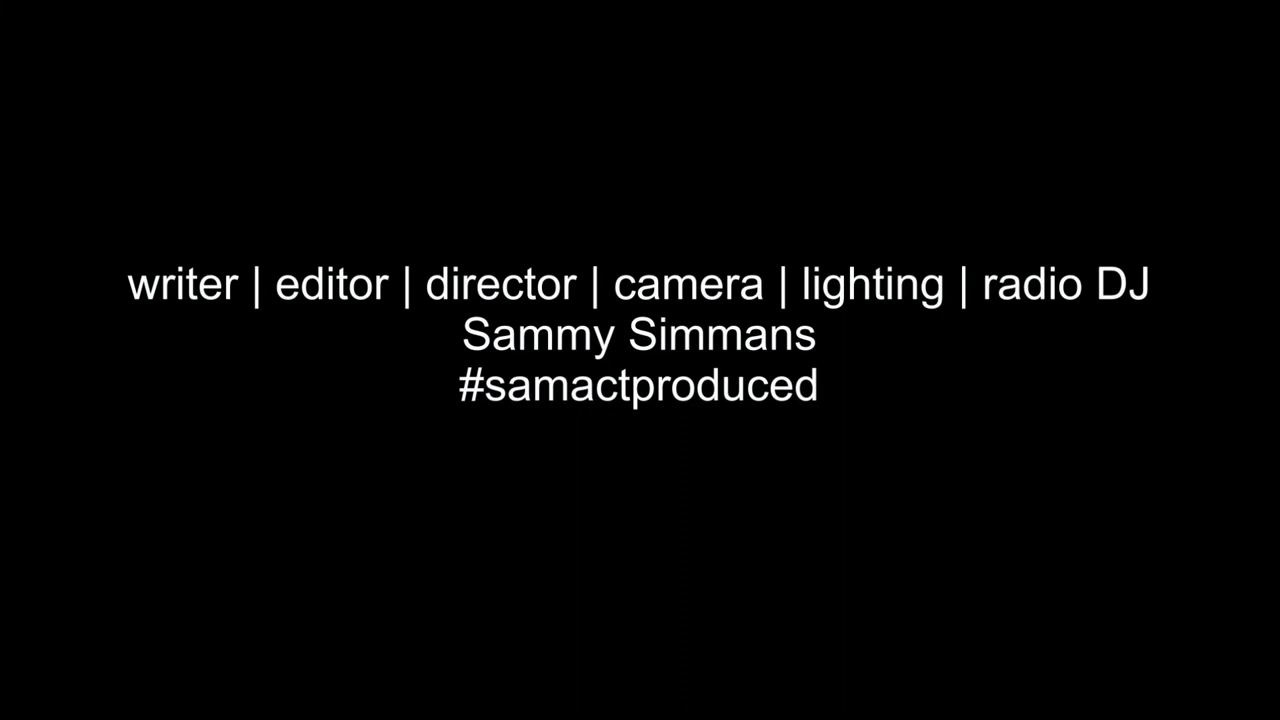 writer | editor | director | camera | lighting | radio DJ
Sammy Simmans
#samactproduced